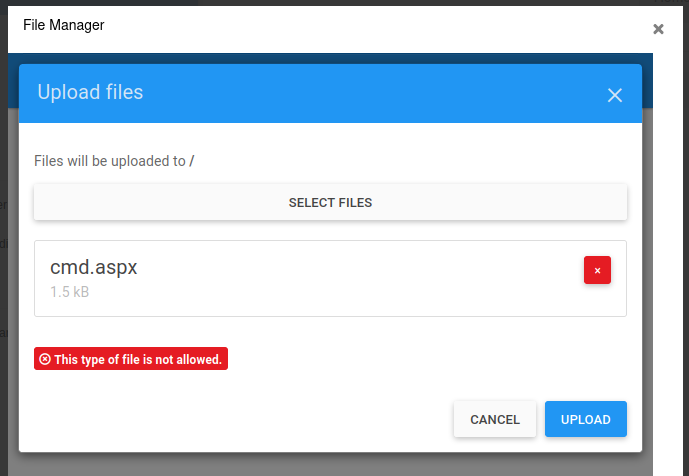 File Manager
×
Upload files
Files will be uploaded to /
SELECT FILES
cmd.aspx
×
1.5 kB
This type of file is not allowed.
CANCEL UPLOAD